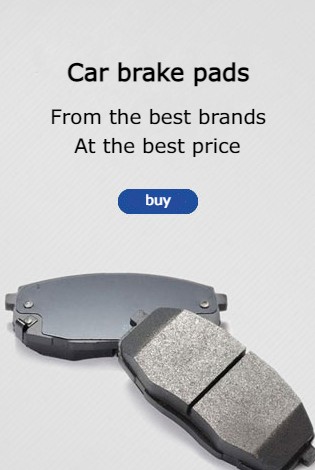 Car brake pads
From the best brands
At the best price
buy